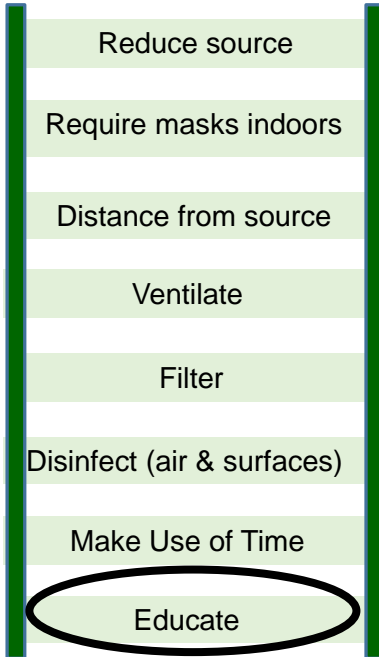 Reduce source
Require masks indoors
Distance from source
Ventilate
Filter
Disinfect (air & surfaces)
Make Use of Time
Educate